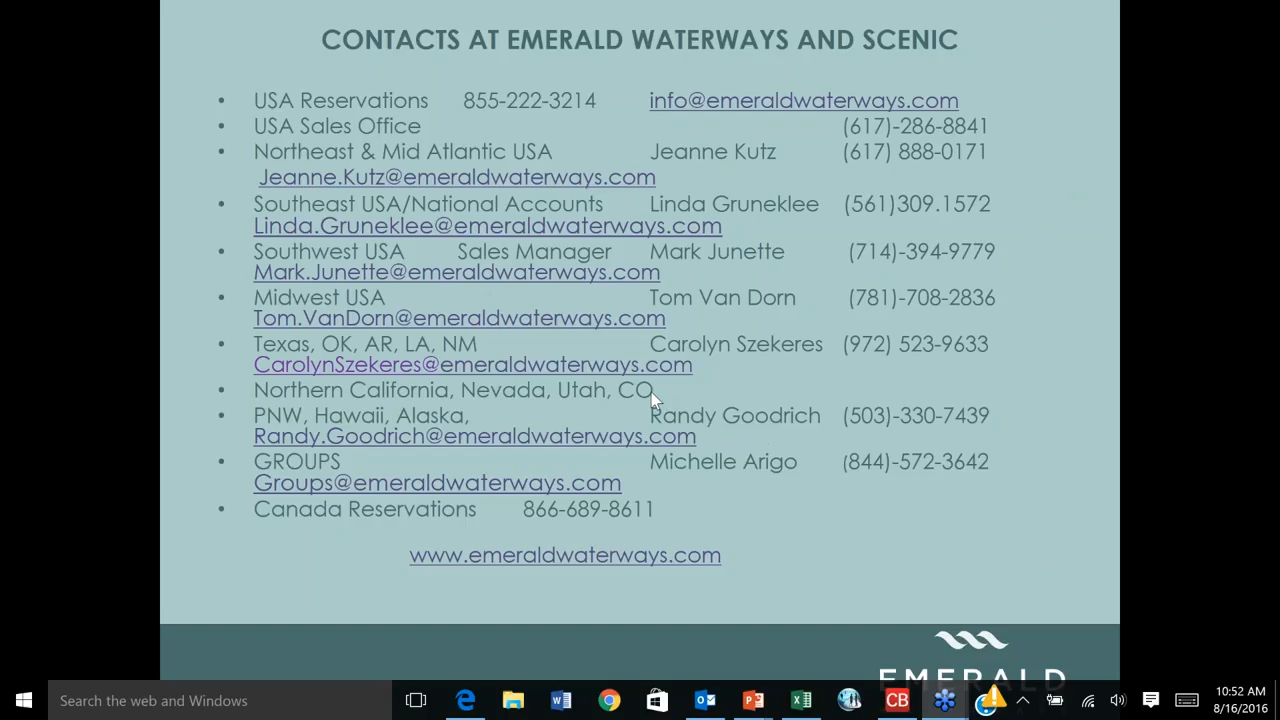 CONTACTS AT EMERALD WATERWAYS AND SCENIC
• USA Reservations 855-222-3214 info@emeraldwaterways.com
• USA Sales Office (617)-286-8841
• Northeast & Mid Atlantic USA Jeanne Kutz (617) 888-0171
Jeanne.Kutz@emeraldwaterways.com
• Southeast USA/National Accounts Linda Gruneklee (561)309.1572
Linda.Gruneklee@emeraldwaterways.com
• Southwest USA Sales Manager Mark Junette (714)-394-9779
Mark.Junette@emeraldwaterways.com
• Midwest USA Tom Van Dorn (781)-708-2836
Tom.VanDorn@emeraldwaterways.com
• Texas, OK, AR, LA, NM Carolyn Szekeres (972) 523-9633
CarolynSzekeres@emeraldwaterways.com
• Northern California, Nevada, Utah, CO
• PNW, Hawaii, Alaska, Randy Goodrich (503)-330-7439
Randy.Goodrich@emeraldwaterways.com
• GROUPS Michelle Arigo (844)-572-3642
Groups@emeraldwaterways.com
• Canada Reservations 866-689-8611
www.emeraldwaterways.com
EMERALD
Search the web and Windows
CB
10:52 AM
8/16/2016